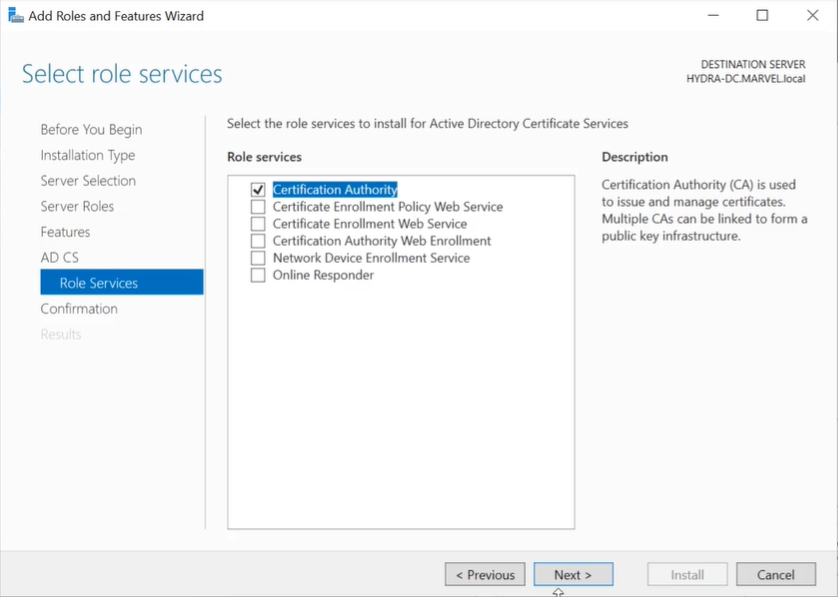 Add Roles and Features Wizard
Select role services
DESTINATION SERVER
HYDRA-DC.MARVEL.local
Before You Begin
Installation Type
Server Selection
Server Roles
Features
AD CS
Role Services
Confirmation
Results
Select the role services to install for Active Directory Certificate Services
Role services
Certification Authority
Certificate Enrollment Policy Web Service
Certificate Enrollment Web Service
Certification Authority Web Enrollment
Network Device Enrollment Service
Online Responder
Description
Certification Authority (CA) is used
to issue and manage certificates.
Multiple CAs can be linked to form a
public key infrastructure.
< Previous
Next >
Install
Cancel